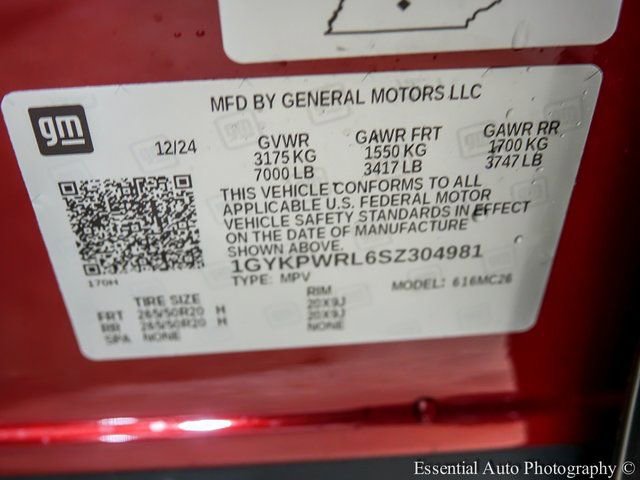 gm
MFD BY GENERAL MOTORS LLC
12/24
GVWR GAWR FRT GAWR RR
3175 KG 1550 KG 1700 KG
7000 LB 3417 LB 3747 LB
THIS VEHICLE CONFORMS TO ALL
APPLICABLE U.S. FEDERAL MOTOR
VEHICLE SAFETY STANDARDS IN EFFECT
ON THE DATE OF MANUFACTURE
SHOWN ABOVE.
1GYKPWRL6SZ304981
TYPE: MPV MODEL: 616MC26
170H
TIRE SIZE RIM
FRT 265/50R20 H 20X9J
RR 265/50R20 H 20X9J
SPA NONE NONE
Essential Auto Photography ©